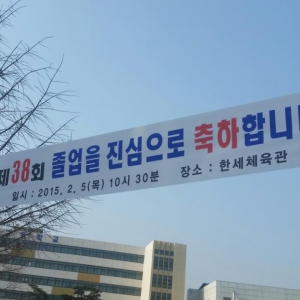 제38회 졸업을 진심으로 축하합니
일시 : 2015. 2. 5(목) 10시 30분 장소 : 한세체육관